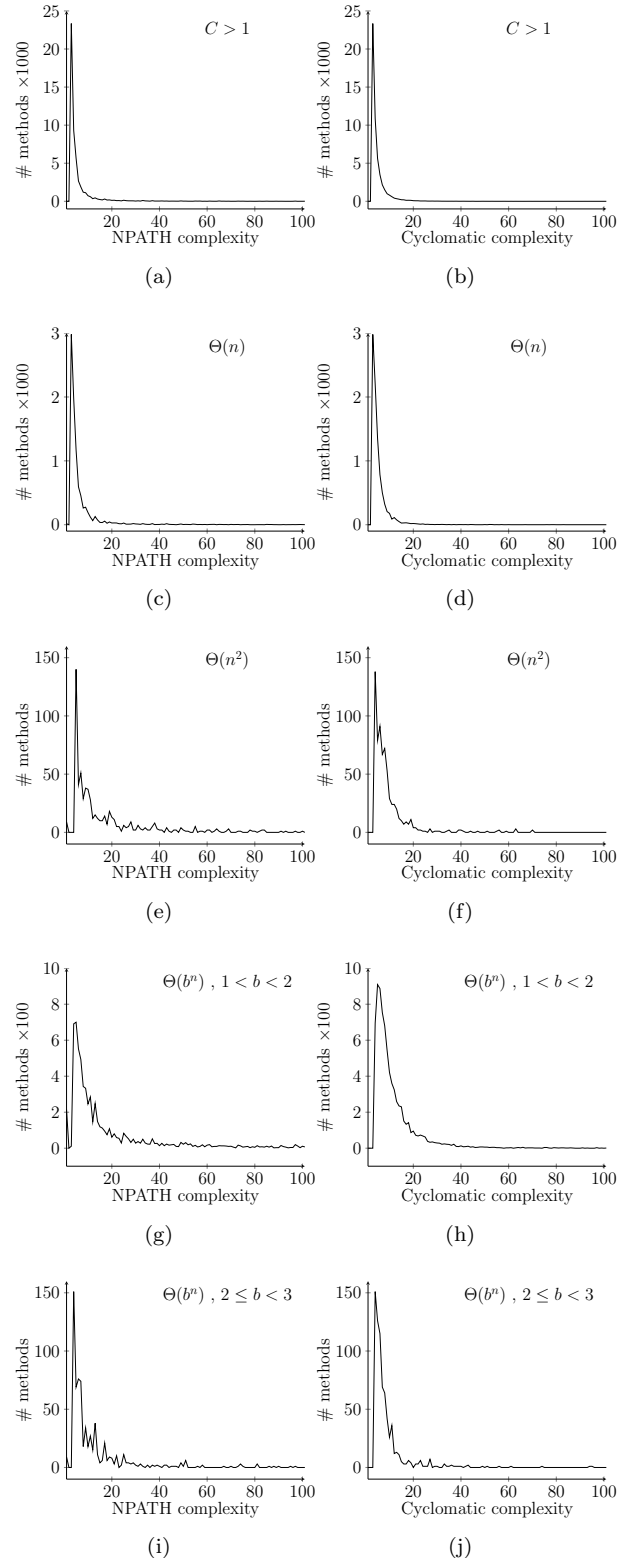 C > 1
25
20
15
10
5
0
# methods ×1000
20 40 60 80 100
NPATH complexity
(a)
C > 1
25
20
15
10
5
0
# methods ×1000
20 40 60 80 100
Cyclomatic complexity
(b)
Θ(n)
3
2
1
0
# methods ×1000
20 40 60 80 100
NPATH complexity
(c)
Θ(n)
3
2
1
0
# methods ×1000
20 40 60 80 100
Cyclomatic complexity
(d)
Θ(n²)
150
100
50
0
# methods
20 40 60 80 100
NPATH complexity
(e)
Θ(n²)
150
100
50
0
# methods
20 40 60 80 100
Cyclomatic complexity
(f)
Θ(bⁿ) , 1 < b < 2
10
8
6
4
2
0
# methods ×100
20 40 60 80 100
NPATH complexity
(g)
Θ(bⁿ) , 1 < b < 2
10
8
6
4
2
0
# methods ×100
20 40 60 80 100
Cyclomatic complexity
(h)
Θ(bⁿ) , 2 ≤ b < 3
150
100
50
0
# methods
20 40 60 80 100
NPATH complexity
(i)
Θ(bⁿ) , 2 ≤ b < 3
150
100
50
0
# methods
20 40 60 80 100
Cyclomatic complexity
(j)